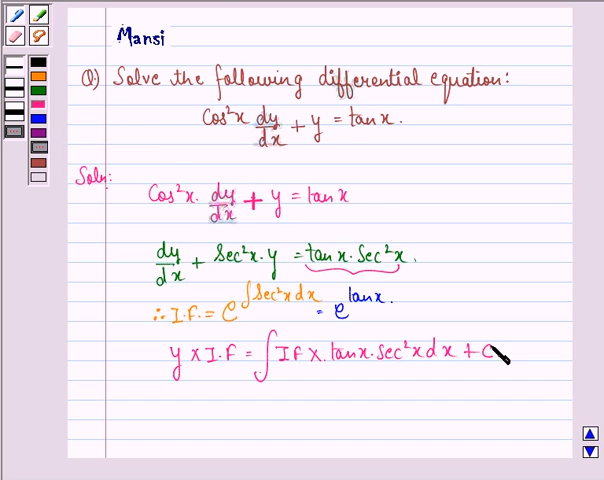 Mansi
Q) Solve the following differential equation:
Cos²x dy/dx + y = tan x.
Soln:
Cos²x · dy/dx + y = tan x
dy/dx + Sec²x · y = tan x · Sec²x.
∴ I.F. = e^∫Sec²x dx = e^tan x.
y × I.F = ∫ IF × tan x · sec²x dx + C